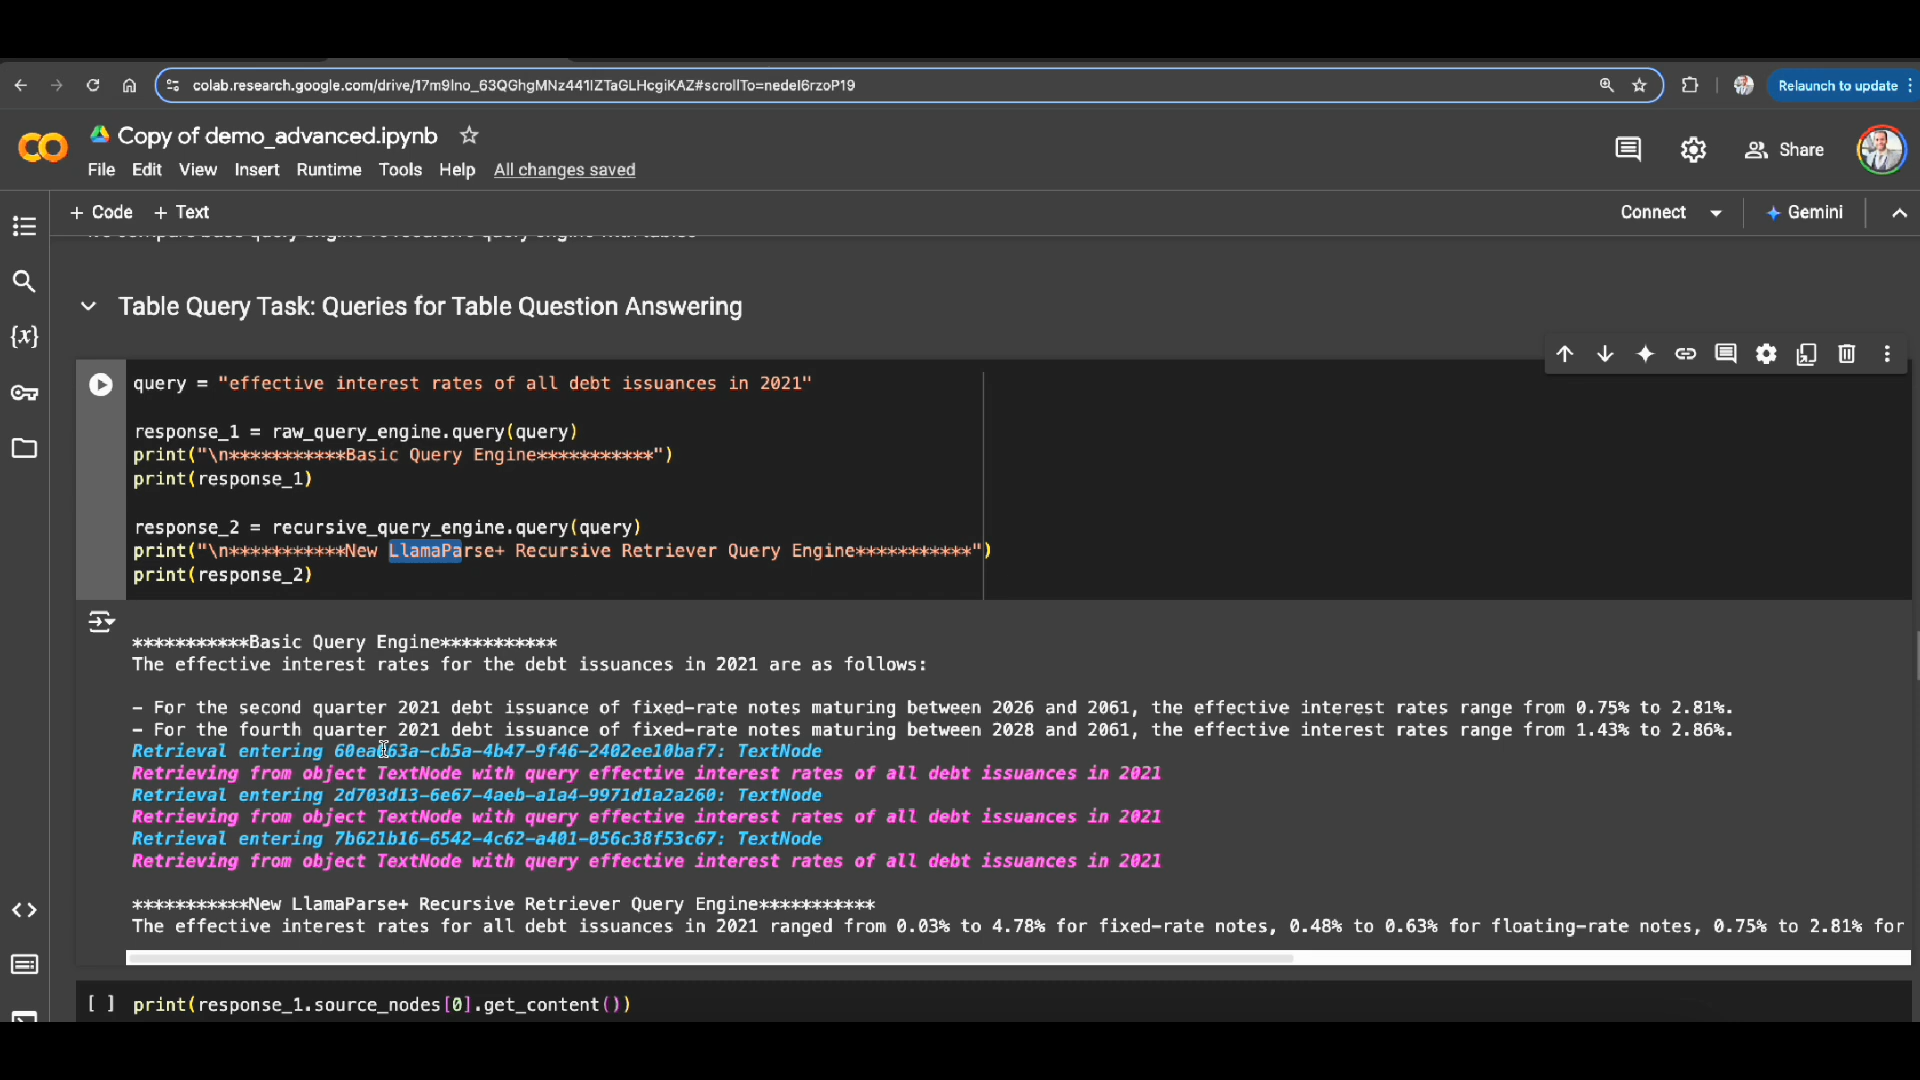 colab.research.google.com/drive/17m9lno_63QGhgMNz441lZTaGLHcgiKAZ#scrollTo=nedel6rzoP19
Relaunch to update
Copy of demo_advanced.ipynb
File Edit View Insert Runtime Tools Help All changes saved
Share
+ Code + Text
Connect
Gemini
Table Query Task: Queries for Table Question Answering
query = "effective interest rates of all debt issuances in 2021"
response_1 = raw_query_engine.query(query)
print("\n***********Basic Query Engine***********")
print(response_1)
response_2 = recursive_query_engine.query(query)
print("\n***********New LlamaParse+ Recursive Retriever Query Engine***********")
print(response_2)
***********Basic Query Engine***********
The effective interest rates for the debt issuances in 2021 are as follows:
- For the second quarter 2021 debt issuance of fixed-rate notes maturing between 2026 and 2061, the effective interest rates range from 0.75% to 2.81%.
- For the fourth quarter 2021 debt issuance of fixed-rate notes maturing between 2028 and 2061, the effective interest rates range from 1.43% to 2.86%.
Retrieval entering TextNode
Retrieving from object TextNode with query effective interest rates of all debt issuances in 2021
Retrieval entering 2d703d13-6e67-4aeb-a1a4-9971d1a2a260: TextNode
Retrieving from object TextNode with query effective interest rates of all debt issuances in 2021
Retrieval entering 7b621b16-6542-4c62-a401-056c38f53c67: TextNode
Retrieving from object TextNode with query effective interest rates of all debt issuances in 2021
***********New LlamaParse+ Recursive Retriever Query Engine***********
The effective interest rates for all debt issuances in 2021 ranged from 0.03% to 4.78% for fixed-rate notes, 0.48% to 0.63% for floating-rate notes, 0.75% to 2.81% for
[ ] print(response_1.source_nodes[0].get_content())